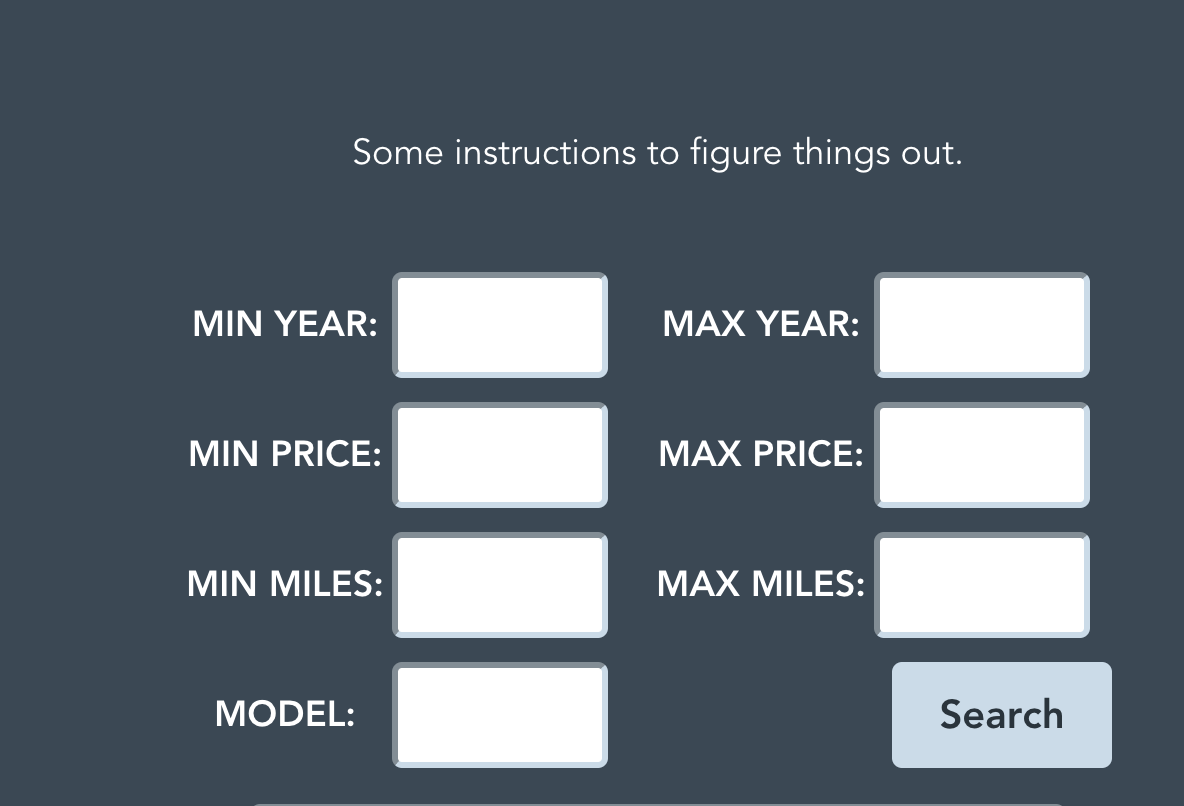 Some instructions to figure things out.
MIN YEAR: MAX YEAR:
MIN PRICE: MAX PRICE:
MIN MILES: MAX MILES:
MODEL: Search